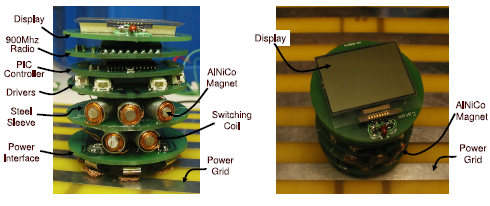 Display
900Mhz
Radio
PIC
Controller
Drivers
Steel
Sleeve
Power
Interface
AlNiCo
Magnet
Switching
Coil
Power
Grid
Display
AlNiCo
Magnet
Power
Grid